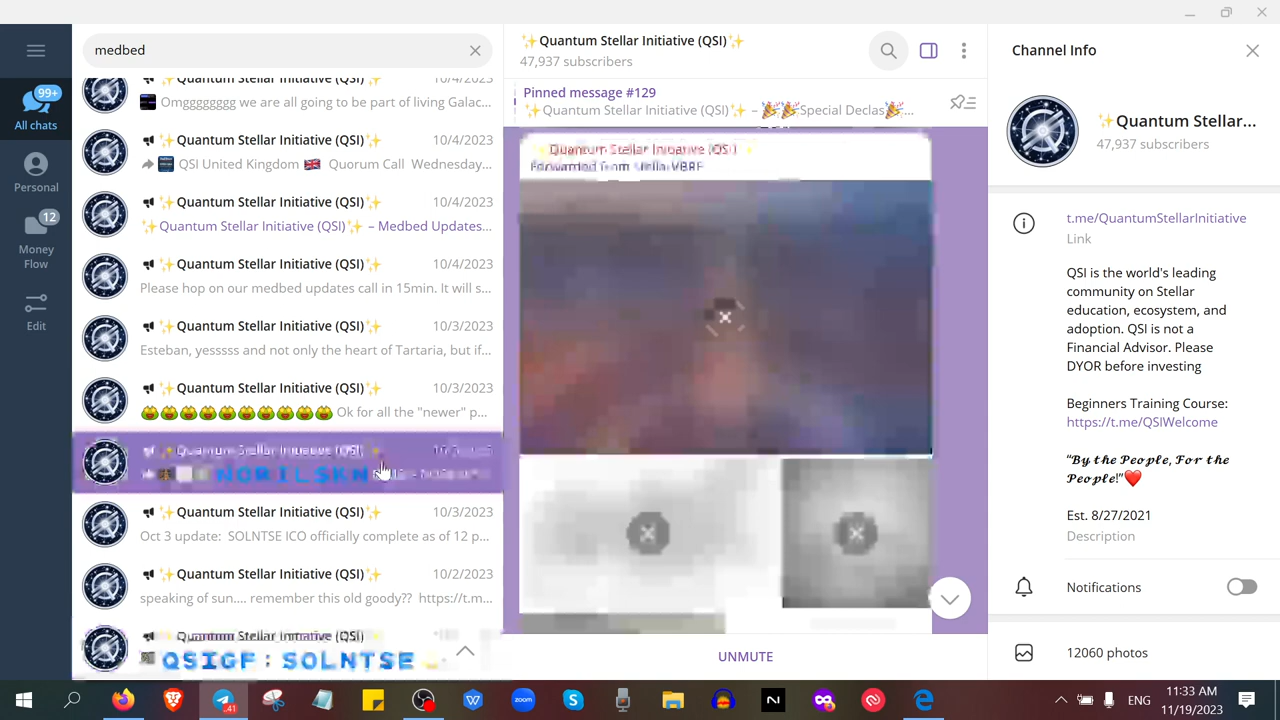 medbed
99+
All chats
Personal
12
Money
Flow
Edit
✨Quantum Stellar Initiative (QSI)✨ 10/4/2023
Omggggggggg we are all going to be part of living Galac...
✨Quantum Stellar Initiative (QSI)✨ 10/4/2023
QSI United Kingdom 🇬🇧 Quorum Call Wednesday...
✨Quantum Stellar Initiative (QSI)✨ 10/4/2023
✨Quantum Stellar Initiative (QSI)✨ – Medbed Updates...
✨Quantum Stellar Initiative (QSI)✨ 10/4/2023
Please hop on our medbed updates call in 15min. It will s...
✨Quantum Stellar Initiative (QSI)✨ 10/3/2023
Esteban, yesssss and not only the heart of Tartaria, but if...
✨Quantum Stellar Initiative (QSI)✨ 10/3/2023
🐸🐸🐸🐸🐸🐸🐸🐸🐸🐸 Ok for all the "newer" p...
✨Quantum Stellar Initiative (QSI)✨
NORILSKN
✨Quantum Stellar Initiative (QSI)✨ 10/3/2023
Oct 3 update: SOLNTSE ICO officially complete as of 12 p...
✨Quantum Stellar Initiative (QSI)✨ 10/2/2023
speaking of sun.... remember this old goody?? https://t.m...
✨Quantum Stellar Initiative (QSI)✨
QSIGF : SOLNTSE
✨Quantum Stellar Initiative (QSI)✨
47,937 subscribers
Pinned message #129
✨Quantum Stellar Initiative (QSI)✨ – 🎉🎉Special Declas🎉...
Quantum Stellar Initiative (QSI)
Forwarded from
UNMUTE
Channel Info
✨Quantum Stellar...
47,937 subscribers
t.me/QuantumStellarInitiative
Link
QSI is the world's leading
community on Stellar
education, ecosystem, and
adoption. QSI is not a
Financial Advisor. Please
DYOR before investing
Beginners Training Course:
https://t.me/QSIWelcome
"𝓑𝔂 𝓽𝓱𝓮 𝓟𝓮𝓸𝓹𝓵𝓮, 𝓕𝓸𝓻 𝓽𝓱𝓮
𝓟𝓮𝓸𝓹𝓵𝓮!"❤️
Est. 8/27/2021
Description
Notifications
12060 photos
41
zoom
ENG
11:33 AM
11/19/2023